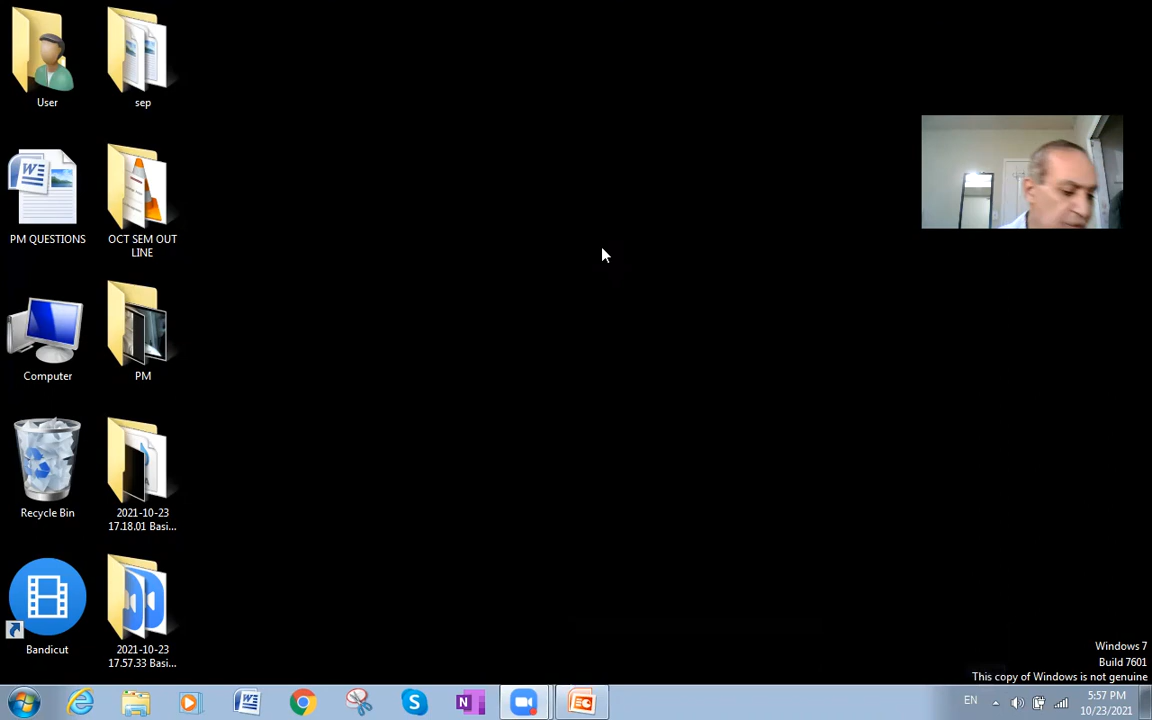 User
sep
PM QUESTIONS
OCT SEM OUT
LINE
Computer
PM
Recycle Bin
2021-10-23
17.18.01 Basi...
Bandicut
2021-10-23
17.57.33 Basi...
Windows 7
Build 7601
This copy of Windows is not genuine
EN
5:57 PM
10/23/2021